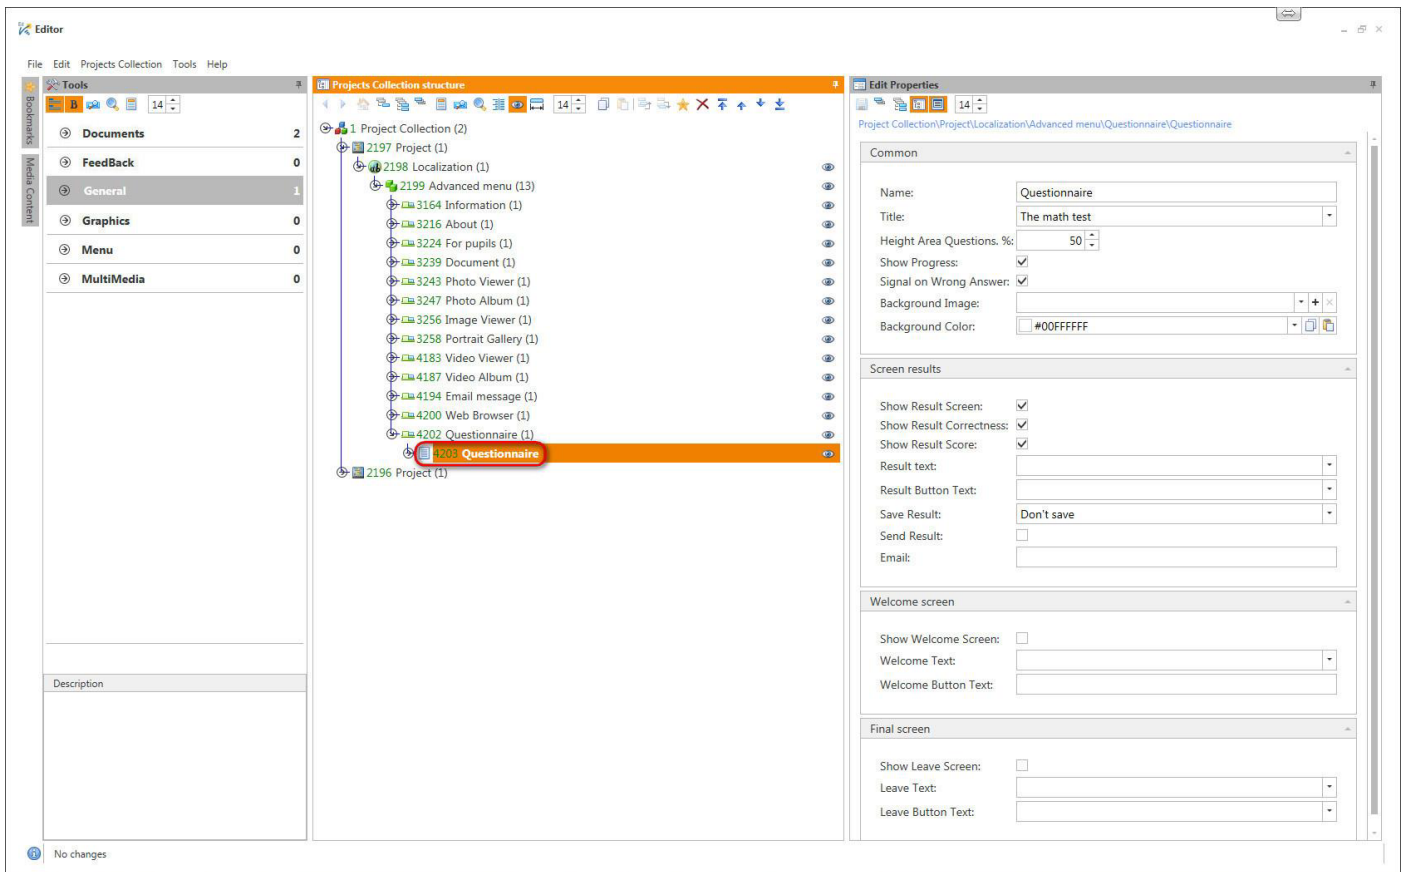 Editor
File Edit Projects Collection Tools Help
Bookmarks
Media Content
Tools
B 14
Documents 2
FeedBack 0
General 1
Graphics 0
Menu 0
MultiMedia 0
Description
Projects Collection structure
14
1 Project Collection (2)
2197 Project (1)
2198 Localization (1)
2199 Advanced menu (13)
3164 Information (1)
3216 About (1)
3224 For pupils (1)
3239 Document (1)
3243 Photo Viewer (1)
3247 Photo Album (1)
3256 Image Viewer (1)
3258 Portrait Gallery (1)
4183 Video Viewer (1)
4187 Video Album (1)
4194 Email message (1)
4200 Web Browser (1)
4202 Questionnaire (1)
4203 Questionnaire
2196 Project (1)
Edit Properties
14
Project Collection\Project\Localization\Advanced menu\Questionnaire\Questionnaire
Common
Name: Questionnaire
Title: The math test
Height Area Questions. %: 50
Show Progress:
Signal on Wrong Answer:
Background Image:
Background Color: #00FFFFFF
Screen results
Show Result Screen:
Show Result Correctness:
Show Result Score:
Result text:
Result Button Text:
Save Result: Don't save
Send Result:
Email:
Welcome screen
Show Welcome Screen:
Welcome Text:
Welcome Button Text:
Final screen
Show Leave Screen:
Leave Text:
Leave Button Text:
No changes